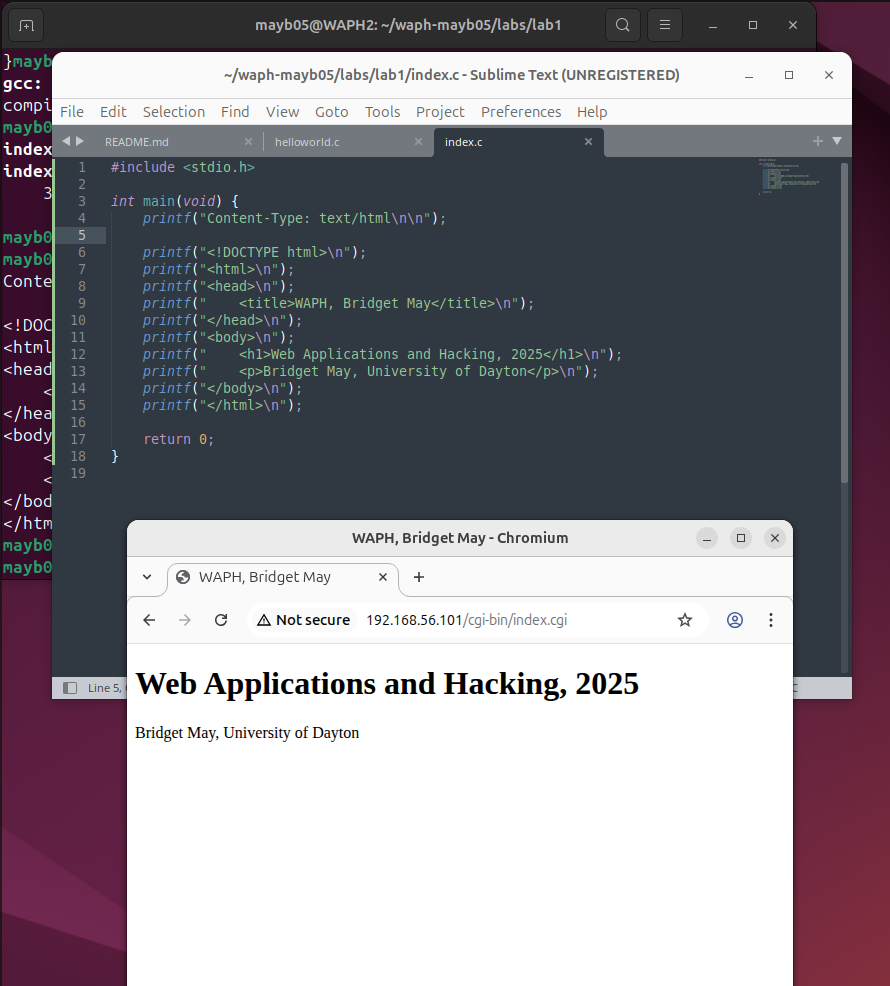 mayb05@WAPH2: ~/waph-mayb05/labs/lab1
}mayb
gcc:
compi
mayb0
index
index
3
mayb0
mayb0
Conte
<!DOC
<html
<head
<
</hea
<body
<
<
</bod
</htm
mayb0
mayb0
~/waph-mayb05/labs/lab1/index.c - Sublime Text (UNREGISTERED)
File Edit Selection Find View Goto Tools Project Preferences Help
README.md helloworld.c index.c
1 #include <stdio.h>
2
3 int main(void) {
4     printf("Content-Type: text/html\n\n");
5
6     printf("<!DOCTYPE html>\n");
7     printf("<html>\n");
8     printf("<head>\n");
9     printf("    <title>WAPH, Bridget May</title>\n");
10     printf("</head>\n");
11     printf("<body>\n");
12     printf("    <h1>Web Applications and Hacking, 2025</h1>\n");
13     printf("    <p>Bridget May, University of Dayton</p>\n");
14     printf("</body>\n");
15     printf("</html>\n");
16
17     return 0;
18 }
19
Line 5,
WAPH, Bridget May - Chromium
WAPH, Bridget May
Not secure 192.168.56.101/cgi-bin/index.cgi
Web Applications and Hacking, 2025
Bridget May, University of Dayton